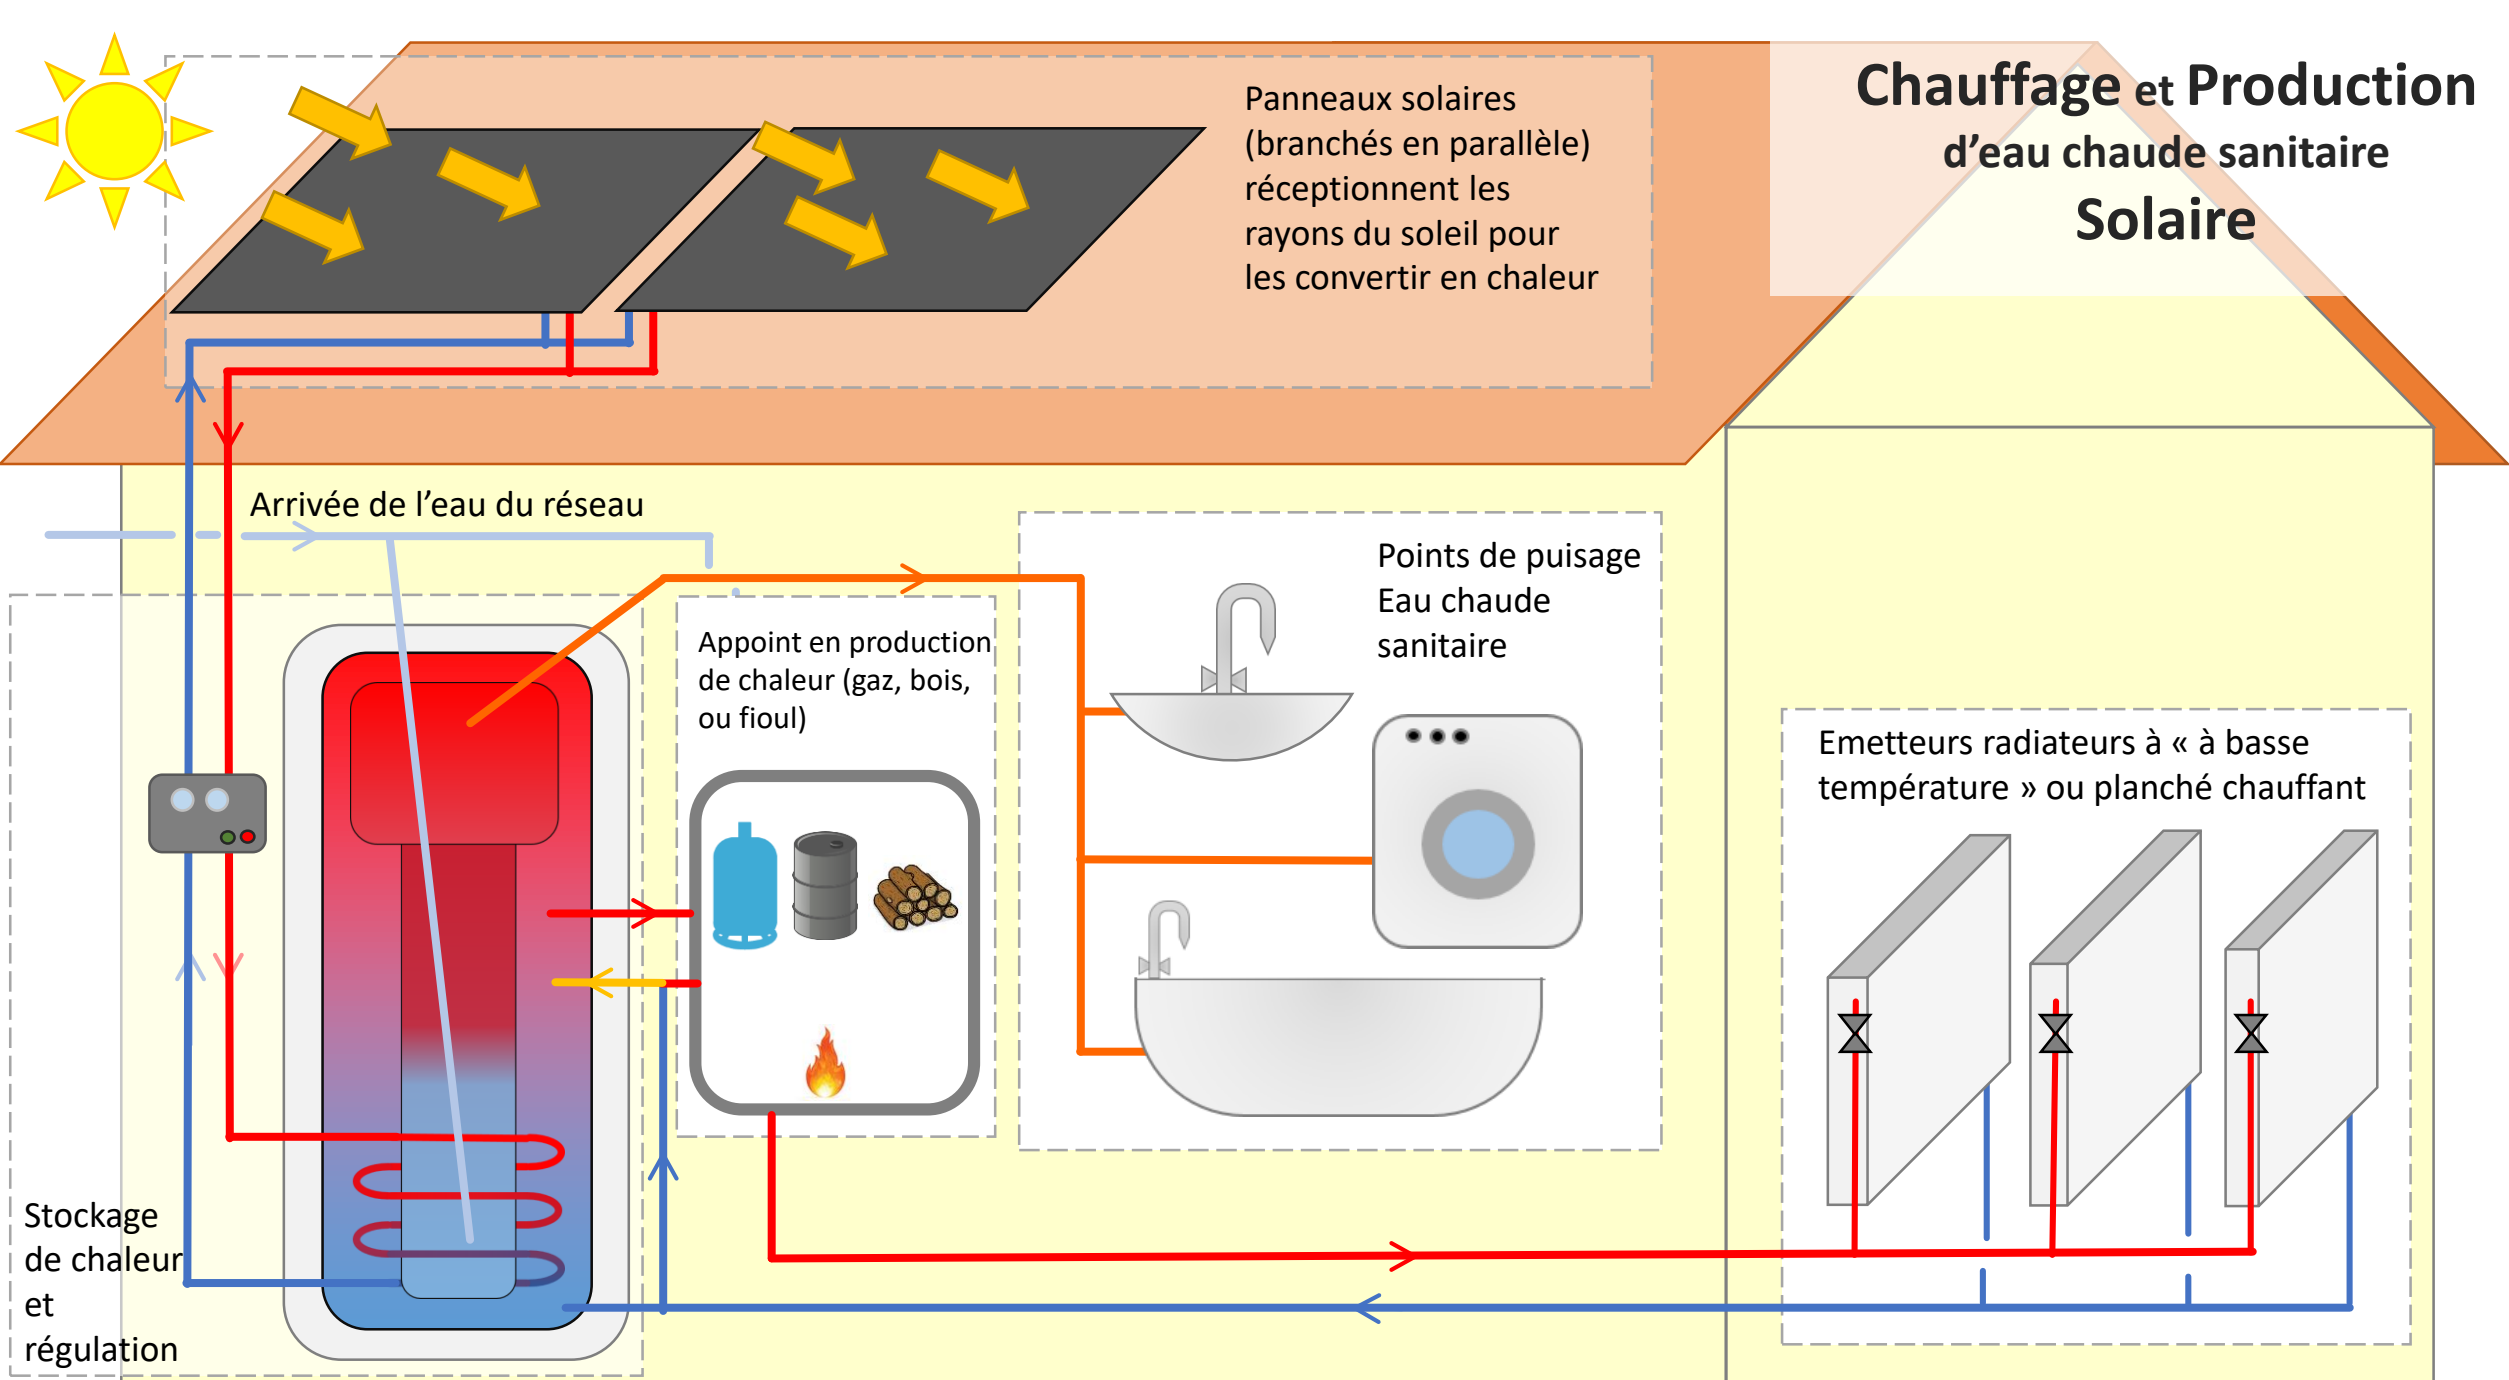 Chauffage et Production
d’eau chaude sanitaire
Solaire
Panneaux solaires
(branchés en parallèle)
réceptionnent les
rayons du soleil pour
les convertir en chaleur
Arrivée de l’eau du réseau
Points de puisage
Eau chaude
sanitaire
Appoint en production
de chaleur (gaz, bois,
ou fioul)
Emetteurs radiateurs à « à basse
température » ou planché chauffant
Stockage
de chaleur
et
régulation